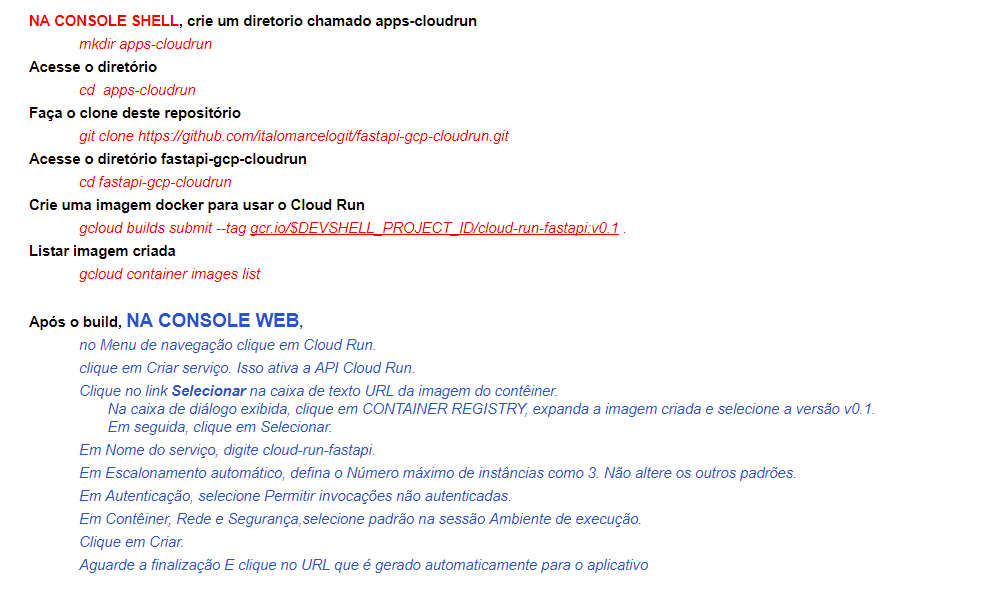 NA CONSOLE SHELL, crie um diretorio chamado apps-cloudrun
mkdir apps-cloudrun
Acesse o diretório
cd apps-cloudrun
Faça o clone deste repositório
git clone https://github.com/italomarcelogit/fastapi-gcp-cloudrun.git
Acesse o diretório fastapi-gcp-cloudrun
cd fastapi-gcp-cloudrun
Crie uma imagem docker para usar o Cloud Run
gcloud builds submit --tag gcr.io/$DEVSHELL_PROJECT_ID/cloud-run-fastapi:v0.1 .
Listar imagem criada
gcloud container images list
Após o build, NA CONSOLE WEB,
no Menu de navegação clique em Cloud Run.
clique em Criar serviço. Isso ativa a API Cloud Run.
Clique no link Selecionar na caixa de texto URL da imagem do contêiner.
Na caixa de diálogo exibida, clique em CONTAINER REGISTRY, expanda a imagem criada e selecione a versão v0.1.
Em seguida, clique em Selecionar.
Em Nome do serviço, digite cloud-run-fastapi.
Em Escalonamento automático, defina o Número máximo de instâncias como 3. Não altere os outros padrões.
Em Autenticação, selecione Permitir invocações não autenticadas.
Em Contêiner, Rede e Segurança,selecione padrão na sessão Ambiente de execução.
Clique em Criar.
Aguarde a finalização E clique no URL que é gerado automaticamente para o aplicativo